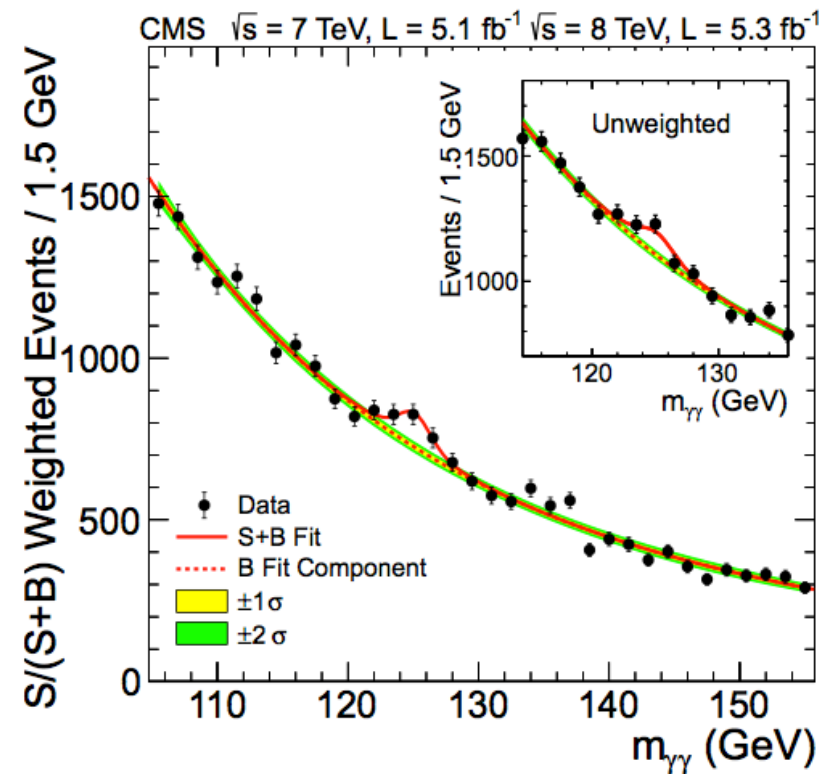 CMS √s = 7 TeV, L = 5.1 fb⁻¹ √s = 8 TeV, L = 5.3 fb⁻¹
S/(S+B) Weighted Events / 1.5 GeV
1500
1000
500
0
Events / 1.5 GeV
Unweighted
1500
1000
120 130
mγγ (GeV)
Data
S+B Fit
B Fit Component
±1 σ
±2 σ
110 120 130 140 150
mγγ (GeV)